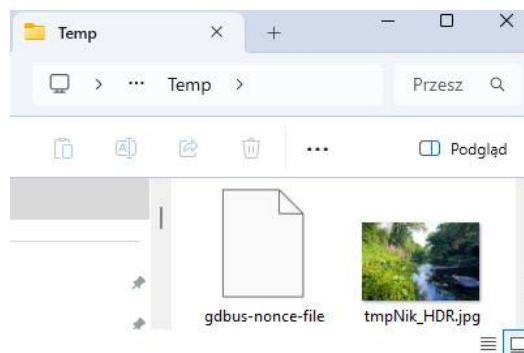 Temp
Temp
Przesz
Podgląd
gdbus-nonce-file
tmpNik_HDR.jpg